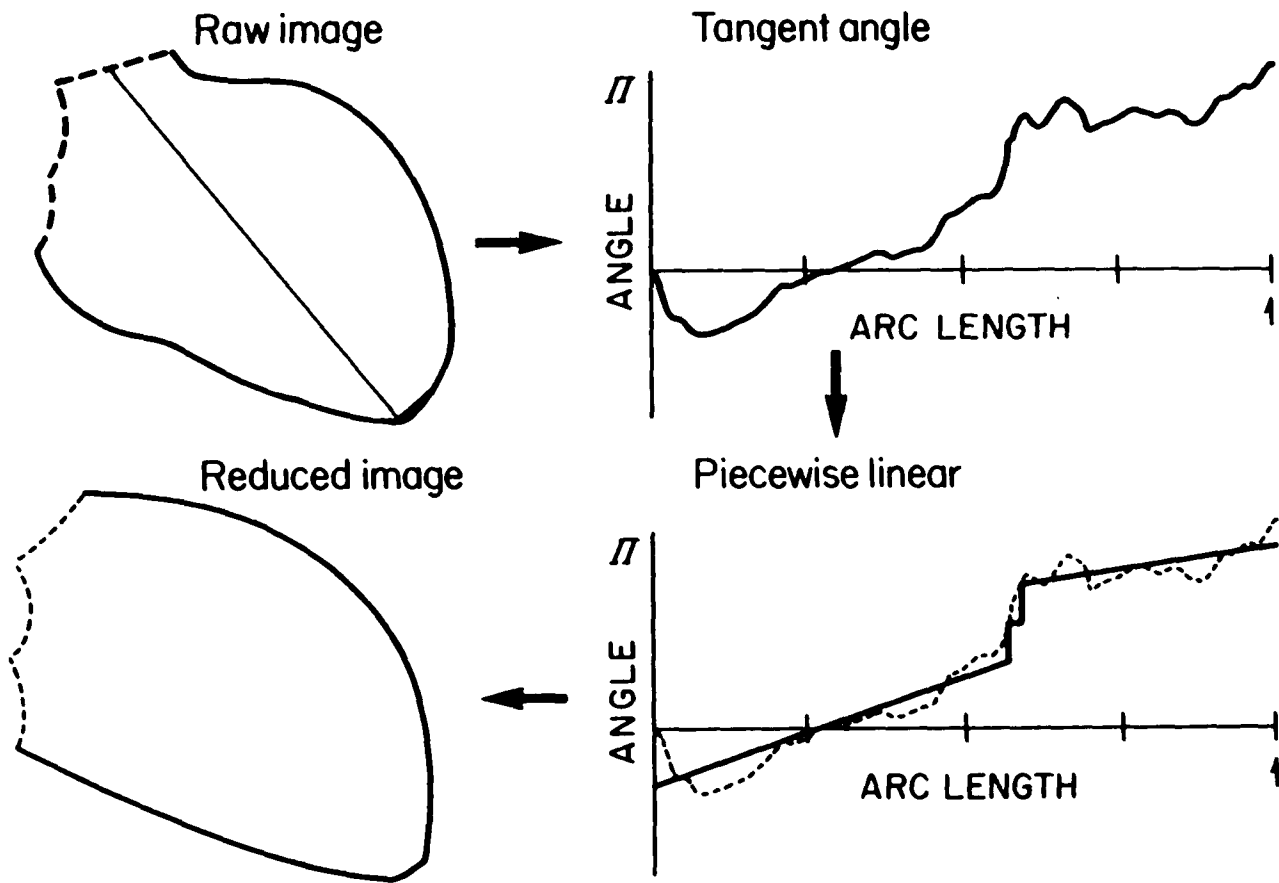 Raw image
Tangent angle
Π
ANGLE
ARC LENGTH
1
Reduced image
Piecewise linear
Π
ANGLE
ARC LENGTH
1